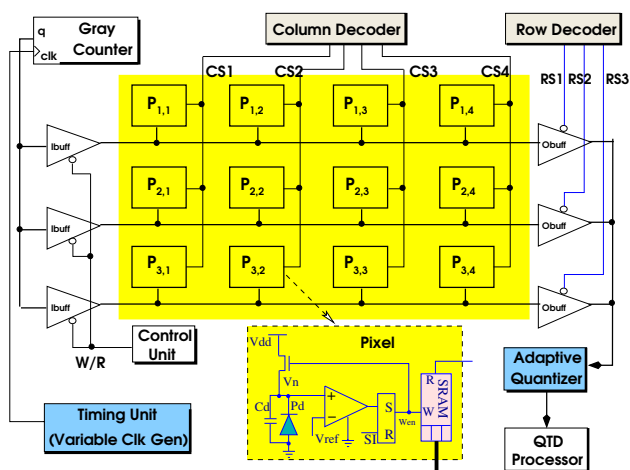 q
clk
Gray
Counter
Column Decoder
Row Decoder
CS1
CS2
CS3
CS4
RS1
RS2
RS3
P1,1
P1,2
P1,3
P1,4
Ibuff
Obuff
P2,1
P2,2
P2,3
P2,4
Ibuff
Obuff
P3,1
P3,2
P3,3
P3,4
Ibuff
Obuff
W/R
Control
Unit
Pixel
Vdd
Vn
Cd
Pd
+
−
Vref
S
R
SI
Wen
R
W
SRAM
Adaptive
Quantizer
Timing Unit
(Variable Clk Gen)
QTD
Processor